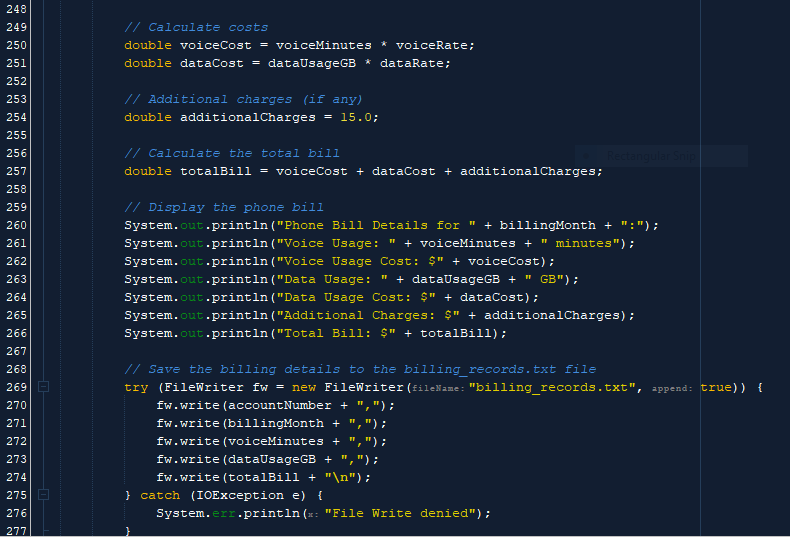 248
249 // Calculate costs
250 double voiceCost = voiceMinutes * voiceRate;
251 double dataCost = dataUsageGB * dataRate;
252
253 // Additional charges (if any)
254 double additionalCharges = 15.0;
255
256 // Calculate the total bill
Rectangular Snip
257 double totalBill = voiceCost + dataCost + additionalCharges;
258
259 // Display the phone bill
260 System.out.println("Phone Bill Details for " + billingMonth + ":");
261 System.out.println("Voice Usage: " + voiceMinutes + " minutes");
262 System.out.println("Voice Usage Cost: $" + voiceCost);
263 System.out.println("Data Usage: " + dataUsageGB + " GB");
264 System.out.println("Data Usage Cost: $" + dataCost);
265 System.out.println("Additional Charges: $" + additionalCharges);
266 System.out.println("Total Bill: $" + totalBill);
267
268 // Save the billing details to the billing_records.txt file
269 try (FileWriter fw = new FileWriter(fileName: "billing_records.txt", append: true)) {
270 fw.write(accountNumber + ",");
271 fw.write(billingMonth + ",");
272 fw.write(voiceMinutes + ",");
273 fw.write(dataUsageGB + ",");
274 fw.write(totalBill + "\n");
275 } catch (IOException e) {
276 System.err.println(x: "File Write denied");
277 }